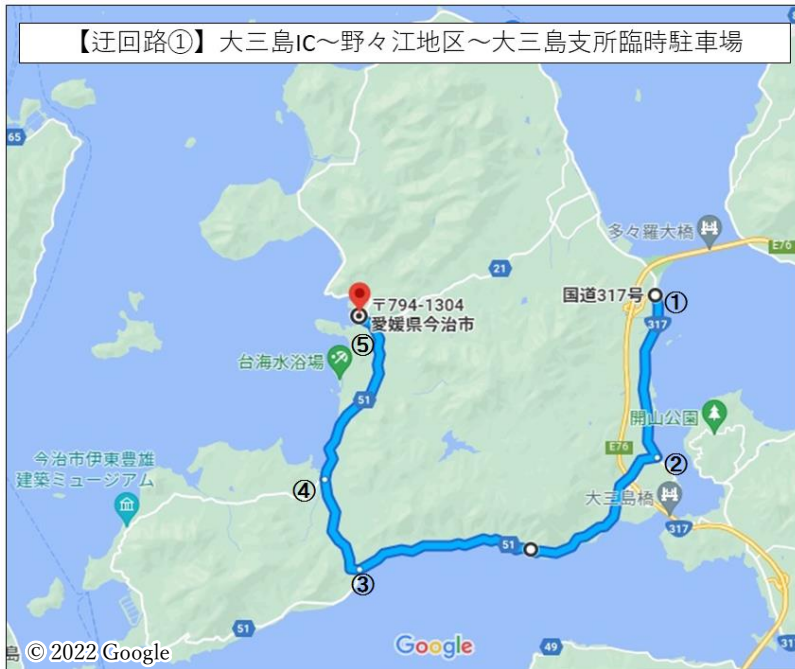 【迂回路①】大三島IC～野々江地区～大三島支所臨時駐車場
65
多々羅大橋
E76
21
国道317号
①
〒794-1304
愛媛県今治市
317
⑤
台海水浴場
51
開山公園
E76
②
今治市伊東豊雄
建築ミュージアム
④
大三島橋
317
51
③
51
49
317
島
© 2022 Google
Google